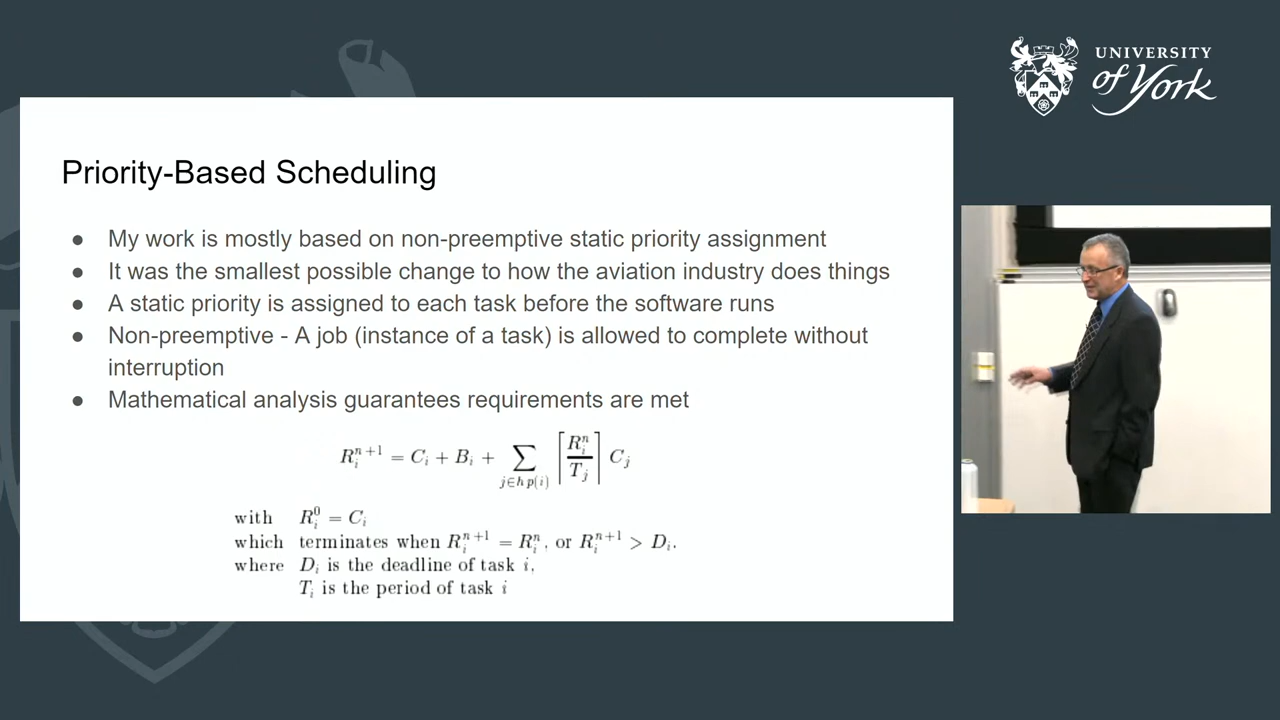 UNIVERSITY
of York
Priority-Based Scheduling
● My work is mostly based on non-preemptive static priority assignment
● It was the smallest possible change to how the aviation industry does things
● A static priority is assigned to each task before the software runs
● Non-preemptive - A job (instance of a task) is allowed to complete without
interruption
● Mathematical analysis guarantees requirements are met
R_i^{n+1} = C_i + B_i + ∑_{j∈hp(i)} ⌈R_i^n / T_j⌉ C_j
with R_i^0 = C_i
which terminates when R_i^{n+1} = R_i^n, or R_i^{n+1} > D_i.
where D_i is the deadline of task i,
T_i is the period of task i